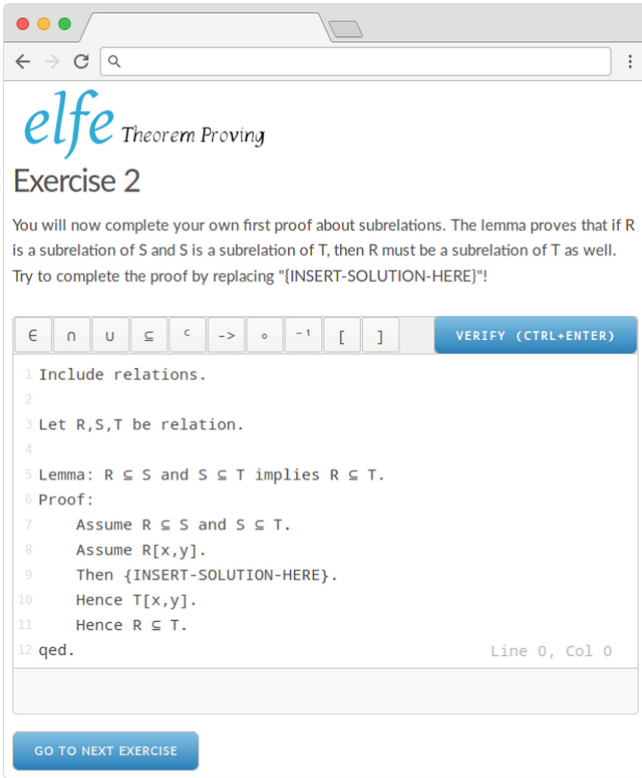 elfe Theorem Proving
Exercise 2
You will now complete your own first proof about subrelations. The lemma proves that if R
is a subrelation of S and S is a subrelation of T, then R must be a subrelation of T as well.
Try to complete the proof by replacing "{INSERT-SOLUTION-HERE}"!
∈ ∩ ∪ ⊆ ᶜ -> ∘ ⁻¹ [ ] VERIFY (CTRL+ENTER)
1 Include relations.
2
3 Let R,S,T be relation.
4
5 Lemma: R ⊆ S and S ⊆ T implies R ⊆ T.
6 Proof:
7 Assume R ⊆ S and S ⊆ T.
8 Assume R[x,y].
9 Then {INSERT-SOLUTION-HERE}.
10 Hence T[x,y].
11 Hence R ⊆ T.
12 qed. Line 0, Col 0
GO TO NEXT EXERCISE